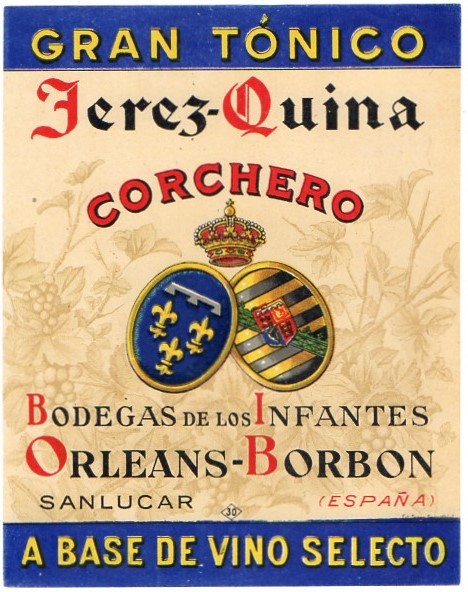 GRAN TÓNICO
Jerez-Quina
CORCHERO
BODEGAS DE LOS INFANTES
ORLEANS-BORBON
SANLUCAR 30 (ESPAÑA)
A BASE DE VINO SELECTO